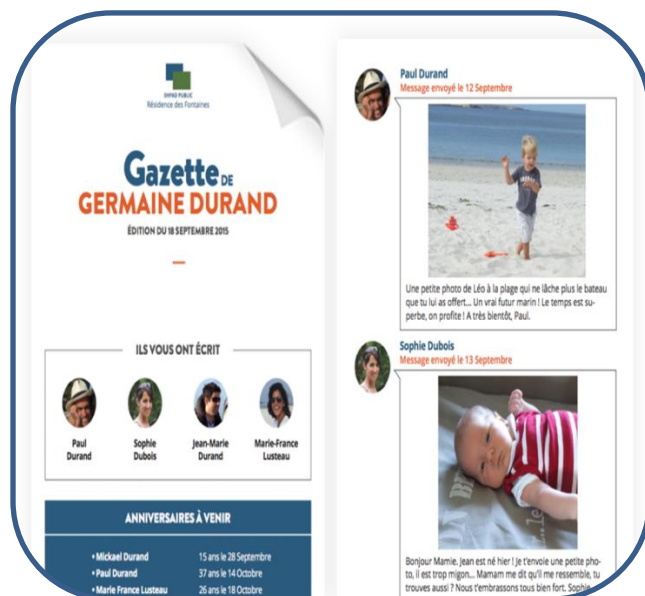 EHPAD PUBLIC
Résidence des Fontaines
Gazette DE
GERMAINE DURAND
ÉDITION DU 18 SEPTEMBRE 2015
ILS VOUS ONT ÉCRIT
Paul Durand
Sophie Dubois
Jean-Marie Durand
Marie-France Lusteau
ANNIVERSAIRES À VENIR
• Mickael Durand 15 ans le 28 Septembre
• Paul Durand 37 ans le 14 Octobre
• Marie France Lusteau 26 ans le 18 Octobre
Paul Durand
Message envoyé le 12 Septembre
Une petite photo de Léo à la plage qui ne lâche plus le bateau
que tu lui as offert... Un vrai futur marin ! Le temps est su-
perbe, on profite ! A très bientôt, Paul.
Sophie Dubois
Message envoyé le 13 Septembre
Bonjour Mamie. Jean est né hier ! Je t'envoie une petite pho-
to, il est trop migon... Mamam me dit qu'il me ressemble, tu
trouves aussi ? Nous t'embrassons tous bien fort. Sophie